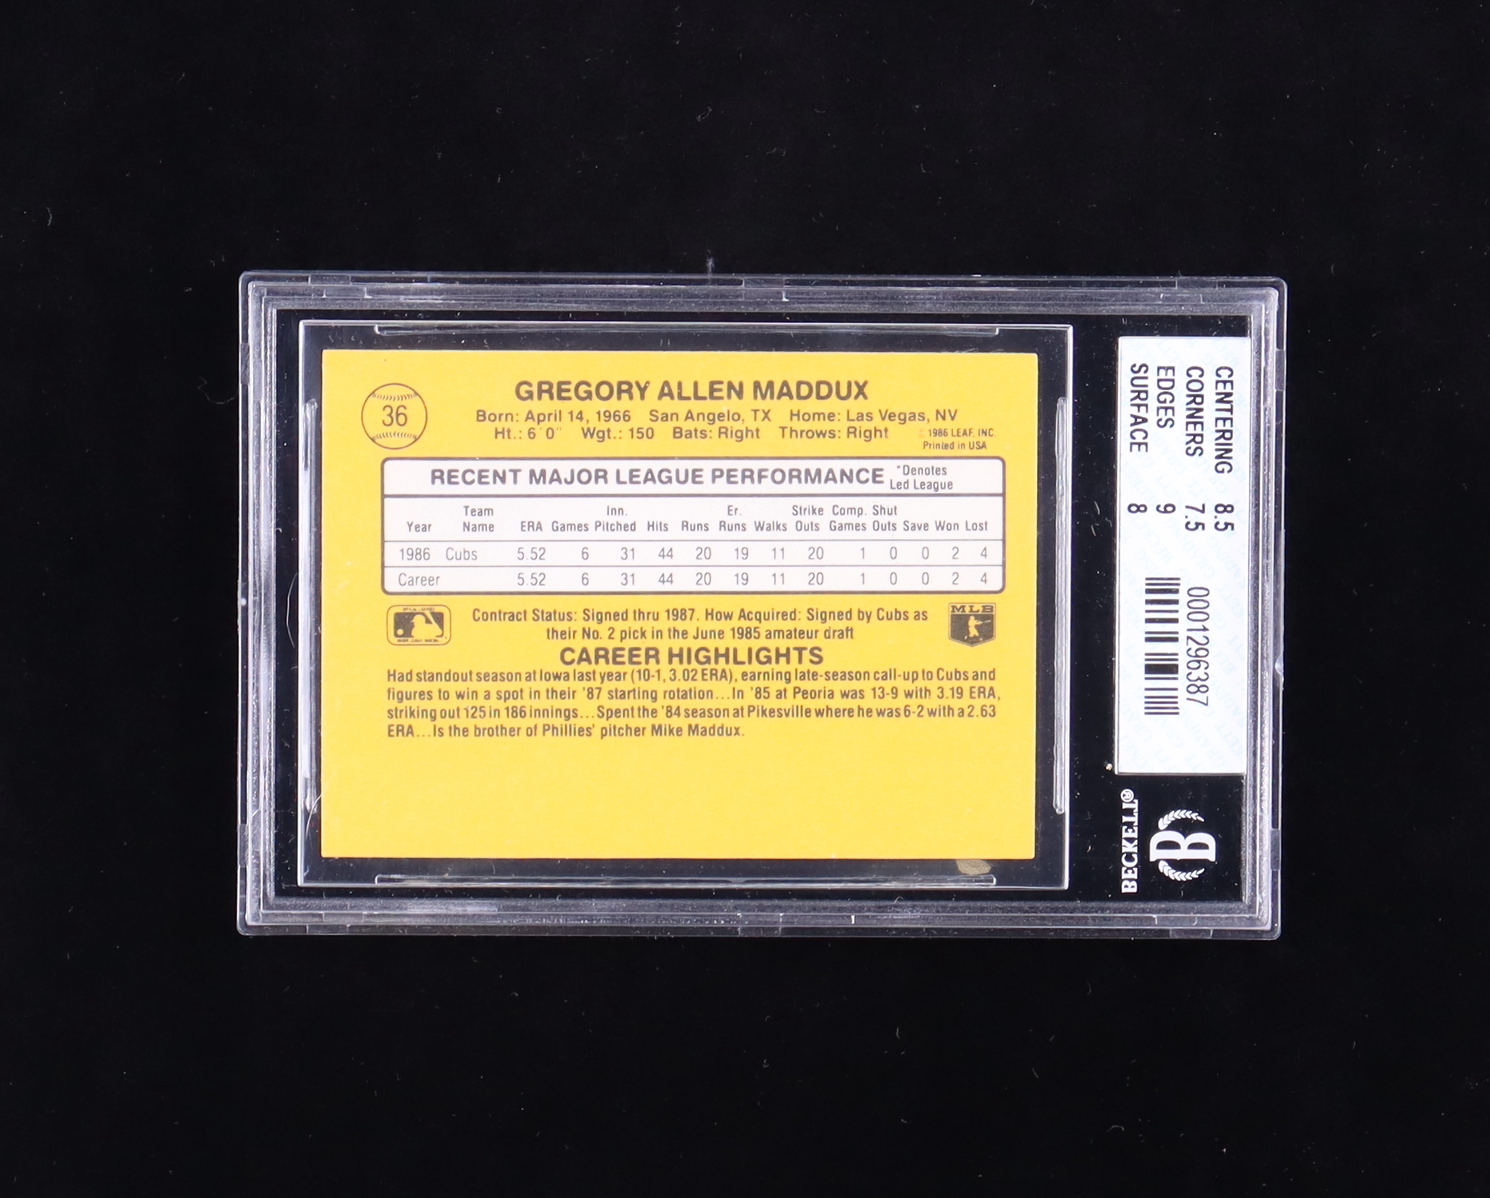 36
GREGORY ALLEN MADDUX
Born: April 14, 1966 San Angelo, TX Home: Las Vegas, NV
Ht.: 6'0" Wgt.: 150 Bats: Right Throws: Right
© 1986 LEAF, INC.
Printed in USA
RECENT MAJOR LEAGUE PERFORMANCE
*Denotes
Led League
Team Inn. Er. Strike Comp. Shut
Year Name ERA Games Pitched Hits Runs Runs Walks Outs Games Outs Save Won Lost
1986 Cubs 5.52 6 31 44 20 19 11 20 1 0 0 2 4
Career 5.52 6 31 44 20 19 11 20 1 0 0 2 4
Contract Status: Signed thru 1987. How Acquired: Signed by Cubs as
their No. 2 pick in the June 1985 amateur draft
MLB
CAREER HIGHLIGHTS
Had standout season at Iowa last year (10-1, 3.02 ERA), earning late-season call-up to Cubs and
figures to win a spot in their '87 starting rotation...In '85 at Peoria was 13-9 with 3.19 ERA,
striking out 125 in 186 innings...Spent the '84 season at Pikesville where he was 6-2 with a 2.63
ERA...Is the brother of Phillies' pitcher Mike Maddux.
CENTERING 8.5
CORNERS 7.5
EDGES 9
SURFACE 8
0001296387
B
BECKETT®